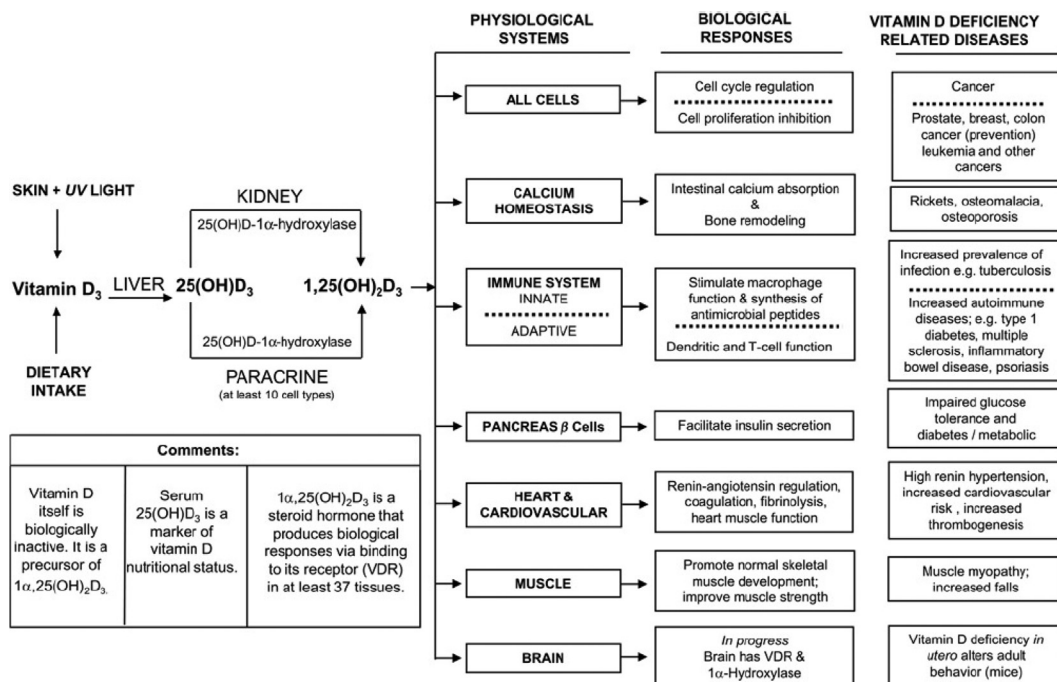 PHYSIOLOGICAL
SYSTEMS
BIOLOGICAL
RESPONSES
VITAMIN D DEFICIENCY
RELATED DISEASES
SKIN + UV LIGHT
Vitamin D₃
DIETARY
INTAKE
LIVER
25(OH)D₃
KIDNEY
25(OH)D-1α-hydroxylase
25(OH)D-1α-hydroxylase
PARACRINE
(at least 10 cell types)
1,25(OH)₂D₃
ALL CELLS
Cell cycle regulation
Cell proliferation inhibition
Cancer
Prostate, breast, colon
cancer (prevention)
leukemia and other
cancers
CALCIUM
HOMEOSTASIS
Intestinal calcium absorption
&
Bone remodeling
Rickets, osteomalacia,
osteoporosis
IMMUNE SYSTEM
INNATE
ADAPTIVE
Stimulate macrophage
function & synthesis of
antimicrobial peptides
Dendritic and T-cell function
Increased prevalence of
infection e.g. tuberculosis
Increased autoimmune
diseases; e.g. type 1
diabetes, multiple
sclerosis, inflammatory
bowel disease, psoriasis
PANCREAS β Cells
Facilitate insulin secretion
Impaired glucose
tolerance and
diabetes / metabolic
HEART &
CARDIOVASCULAR
Renin-angiotensin regulation,
coagulation, fibrinolysis,
heart muscle function
High renin hypertension,
increased cardiovascular
risk , increased
thrombogenesis
MUSCLE
Promote normal skeletal
muscle development;
improve muscle strength
Muscle myopathy;
increased falls
BRAIN
In progress
Brain has VDR &
1α-Hydroxylase
Vitamin D deficiency in
utero alters adult
behavior (mice)
Comments:
Vitamin D
itself is
biologically
inactive. It is a
precursor of
1α,25(OH)₂D₃.
Serum
25(OH)D₃ is a
marker of
vitamin D
nutritional status.
1α,25(OH)₂D₃ is a
steroid hormone that
produces biological
responses via binding
to its receptor (VDR)
in at least 37 tissues.